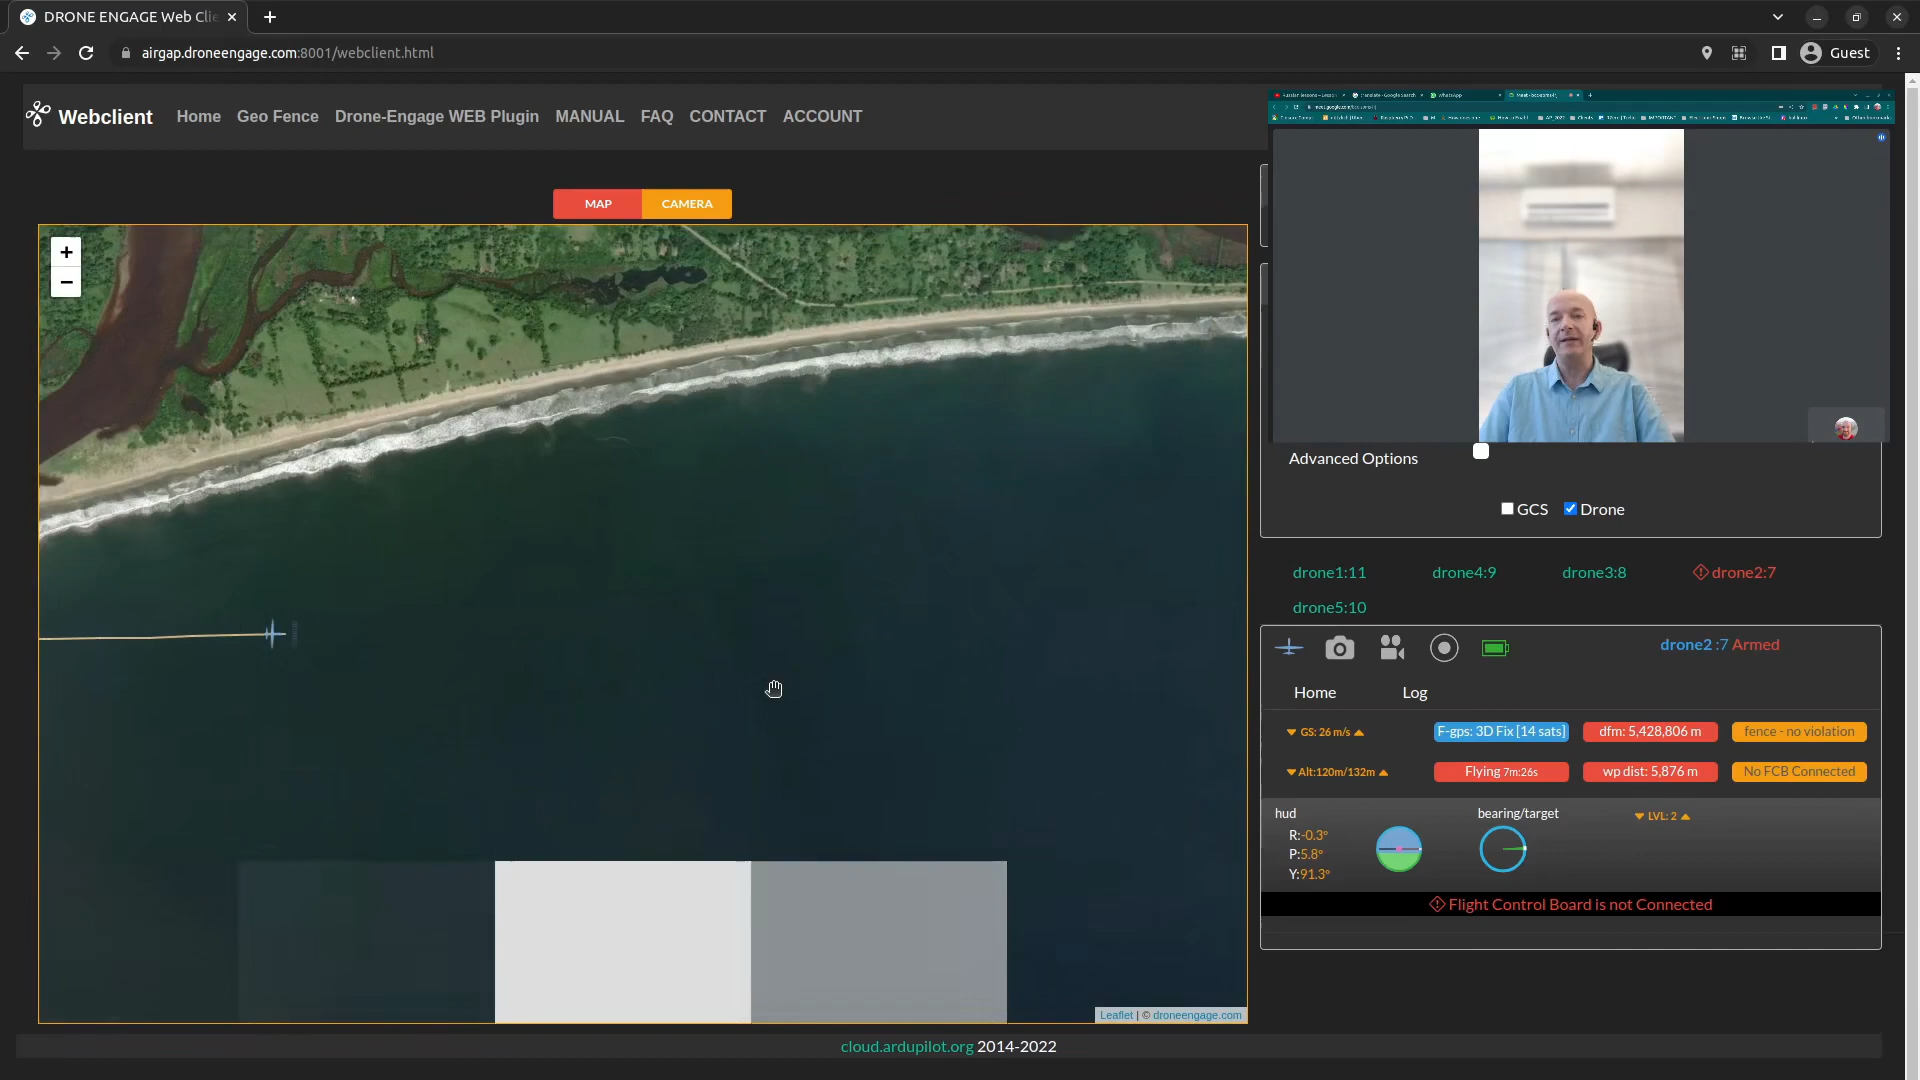 DRONE ENGAGE Web Clie
airgap.droneengage.com:8001/webclient.html
Guest
Webclient Home Geo Fence Drone-Engage WEB Plugin MANUAL FAQ CONTACT ACCOUNT
MAP CAMERA
+
−
Advanced Options
GCS Drone
drone1:11 drone4:9 drone3:8 drone2:7
drone5:10
drone2 :7 Armed
Home Log
GS: 26 m/s F-gps: 3D Fix [14 sats] dfm: 5,428,806 m fence - no violation
Alt:120m/132m Flying 7m:26s wp dist: 5,876 m No FCB Connected
hud bearing/target LVL: 2
R:-0.3°
P:5.8°
Y:91.3°
Flight Control Board is not Connected
Leaflet | © droneengage.com
cloud.ardupilot.org 2014-2022